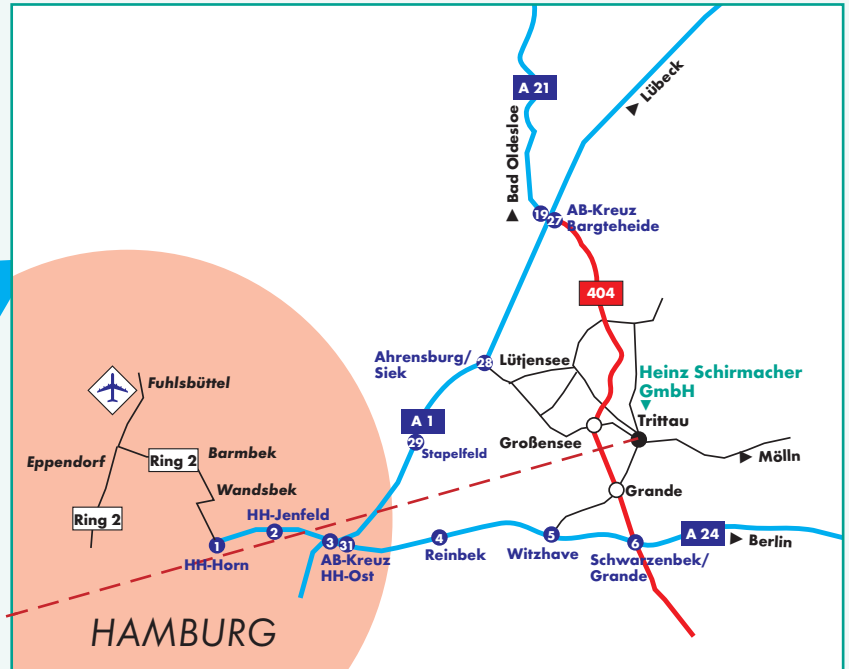 A 21
Lübeck
Bad Oldesloe
19
27
AB-Kreuz
Bargteheide
404
Ahrensburg/
Siek
28
Lütjensee
Heinz Schirmacher
GmbH
Fuhlsbüttel
A 1
29
Stapelfeld
Trittau
Großensee
Eppendorf
Ring 2
Barmbek
Mölln
Wandsbek
Grande
Ring 2
HH-Jenfeld
1
2
3
31
4
5
6
A 24
Berlin
HH-Horn
AB-Kreuz
HH-Ost
Reinbek
Witzhave
Schwarzenbek/
Grande
HAMBURG